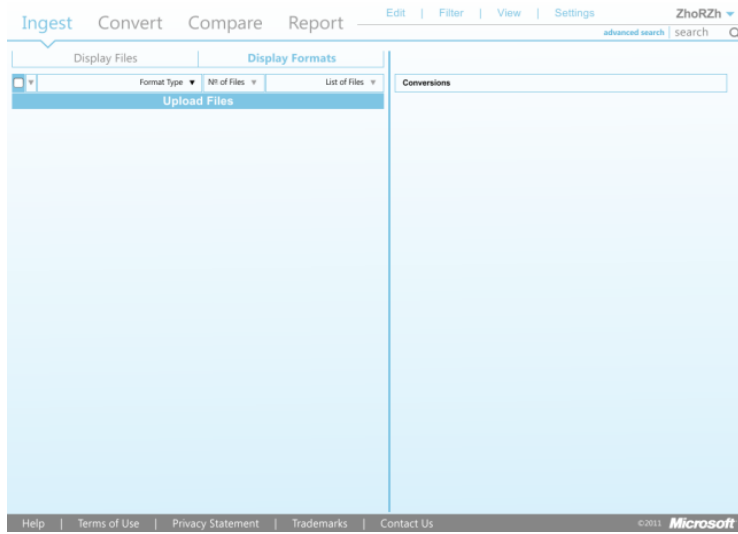 Ingest Convert Compare Report
Edit | Filter | View | Settings
ZhoRZh
advanced search | search
Display Files
Display Formats
Format Type Nº of Files List of Files
Upload Files
Conversions
Help | Terms of Use | Privacy Statement | Trademarks | Contact Us
©2011 Microsoft